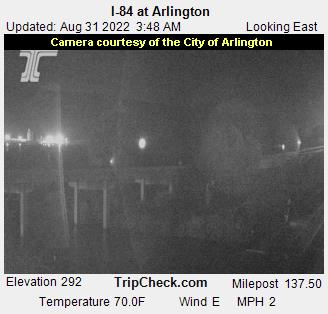 I-84 at Arlington
Updated: Aug 31 2022 3:48 AM Looking East
Camera courtesy of the City of Arlington
Elevation 292 TripCheck.com Milepost 137.50
Temperature 70.0F Wind E MPH 2